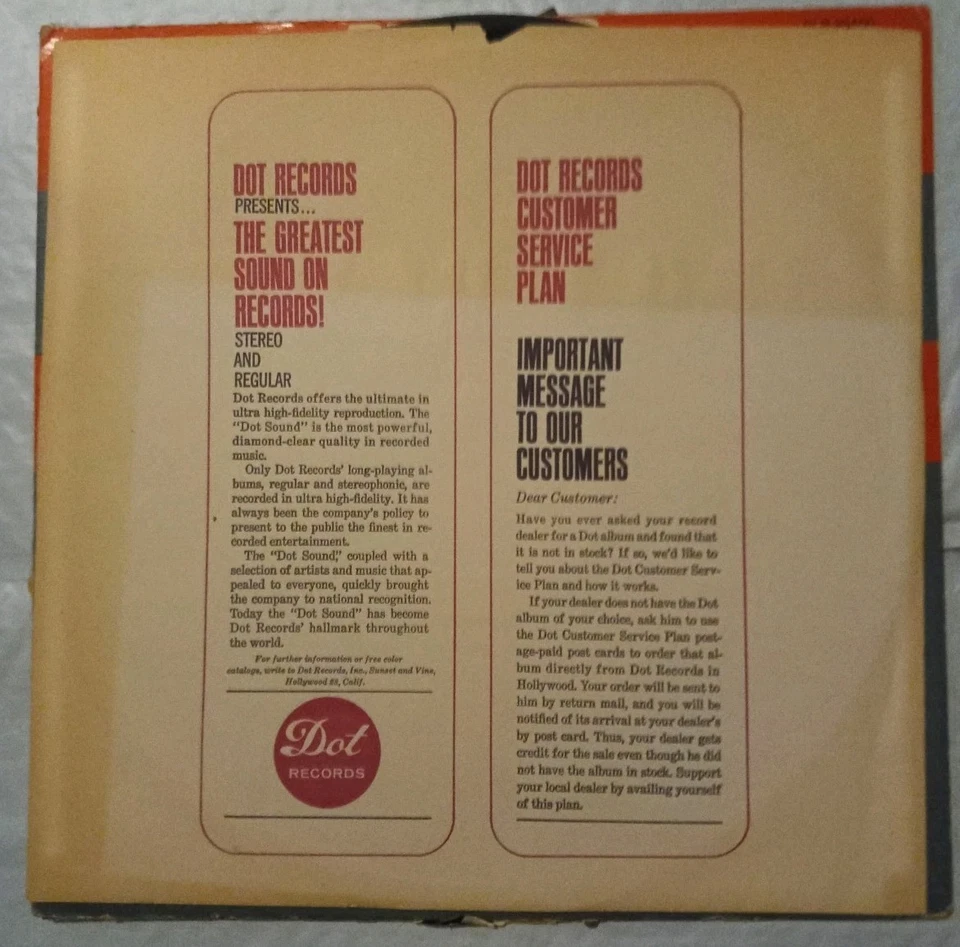 DOT RECORDS
PRESENTS...
THE GREATEST
SOUND ON
RECORDS!
STEREO
AND
REGULAR
Dot Records offers the ultimate in
ultra high-fidelity reproduction. The
"Dot Sound" is the most powerful,
diamond-clear quality in recorded
music.
Only Dot Records' long-playing al-
bums, regular and stereophonic, are
recorded in ultra high-fidelity. It has
always been the company's policy to
present to the public the finest in re-
corded entertainment.
The "Dot Sound," coupled with a
selection of artists and music that ap-
pealed to everyone, quickly brought
the company to national recognition.
Today the "Dot Sound" has become
Dot Records' hallmark throughout
the world.
For further information or free color
catalogs, write to Dot Records, Inc., Sunset and Vine,
Hollywood 28, Calif.
Dot
RECORDS
DOT RECORDS
CUSTOMER
SERVICE
PLAN
IMPORTANT
MESSAGE
TO OUR
CUSTOMERS
Dear Customer:
Have you ever asked your record
dealer for a Dot album and found that
it is not in stock? If so, we'd like to
tell you about the Dot Customer Serv-
ice Plan and how it works.
If your dealer does not have the Dot
album of your choice, ask him to use
the Dot Customer Service Plan post-
age-paid post cards to order that al-
bum directly from Dot Records in
Hollywood. Your order will be sent to
him by return mail, and you will be
notified of its arrival at your dealer's
by post card. Thus, your dealer gets
credit for the sale even though he did
not have the album in stock. Support
your local dealer by availing yourself
of this plan.